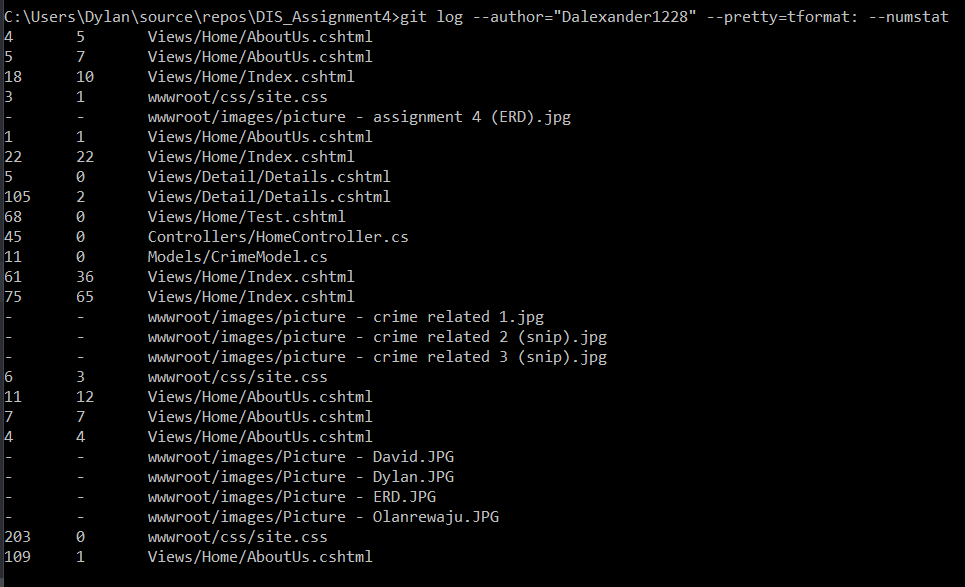 C:\Users\Dylan\source\repos\DIS_Assignment4>git log --author="Dalexander1228" --pretty=tformat: --numstat
4 5 Views/Home/AboutUs.cshtml
5 7 Views/Home/AboutUs.cshtml
18 10 Views/Home/Index.cshtml
3 1 wwwroot/css/site.css
- - wwwroot/images/picture - assignment 4 (ERD).jpg
1 1 Views/Home/AboutUs.cshtml
22 22 Views/Home/Index.cshtml
5 0 Views/Detail/Details.cshtml
105 2 Views/Detail/Details.cshtml
68 0 Views/Home/Test.cshtml
45 0 Controllers/HomeController.cs
11 0 Models/CrimeModel.cs
61 36 Views/Home/Index.cshtml
75 65 Views/Home/Index.cshtml
- - wwwroot/images/picture - crime related 1.jpg
- - wwwroot/images/picture - crime related 2 (snip).jpg
- - wwwroot/images/picture - crime related 3 (snip).jpg
6 3 wwwroot/css/site.css
11 12 Views/Home/AboutUs.cshtml
7 7 Views/Home/AboutUs.cshtml
4 4 Views/Home/AboutUs.cshtml
- - wwwroot/images/Picture - David.JPG
- - wwwroot/images/Picture - Dylan.JPG
- - wwwroot/images/Picture - ERD.JPG
- - wwwroot/images/Picture - Olanrewaju.JPG
203 0 wwwroot/css/site.css
109 1 Views/Home/AboutUs.cshtml